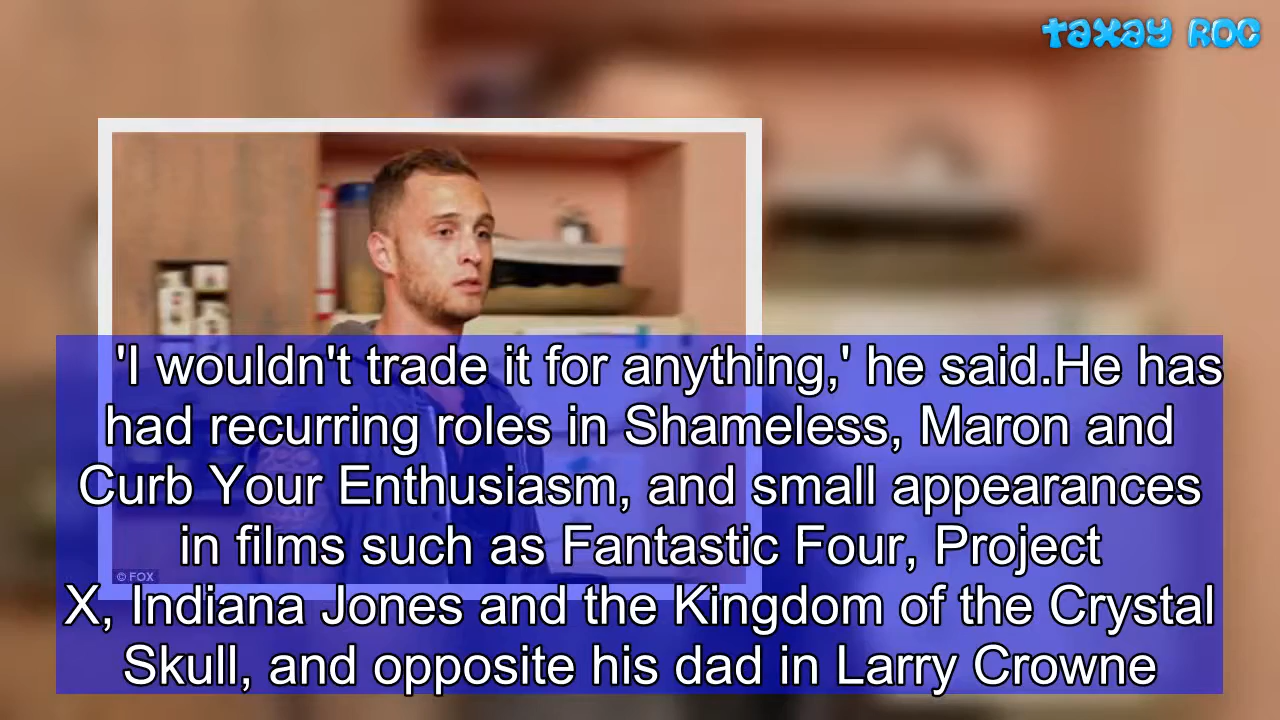 TAXAY ROC
'I wouldn't trade it for anything,' he said.He has
had recurring roles in Shameless, Maron and
Curb Your Enthusiasm, and small appearances
in films such as Fantastic Four, Project
© FOX
X, Indiana Jones and the Kingdom of the Crystal
Skull, and opposite his dad in Larry Crowne